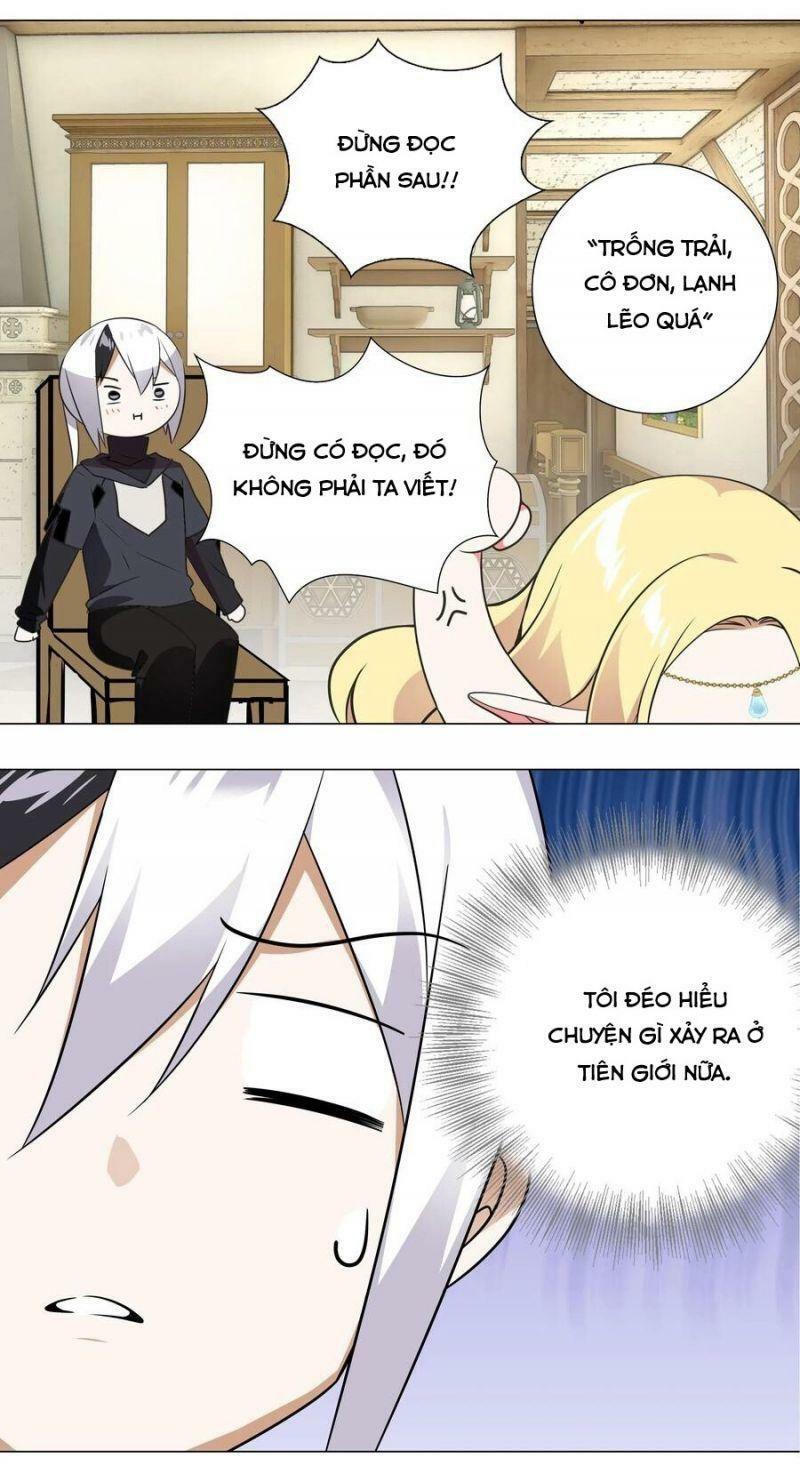 ĐỪNG ĐỌC
PHẦN SAU!!
“TRỐNG TRẢI,
CÔ ĐƠN, LẠNH
LẼO QUÁ”
ĐỪNG CÓ ĐỌC, ĐÓ
KHÔNG PHẢI TA VIẾT!
TÔI ĐÉO HIỂU
CHUYỆN GÌ XẢY RA Ở
TIÊN GIỚI NỮA.